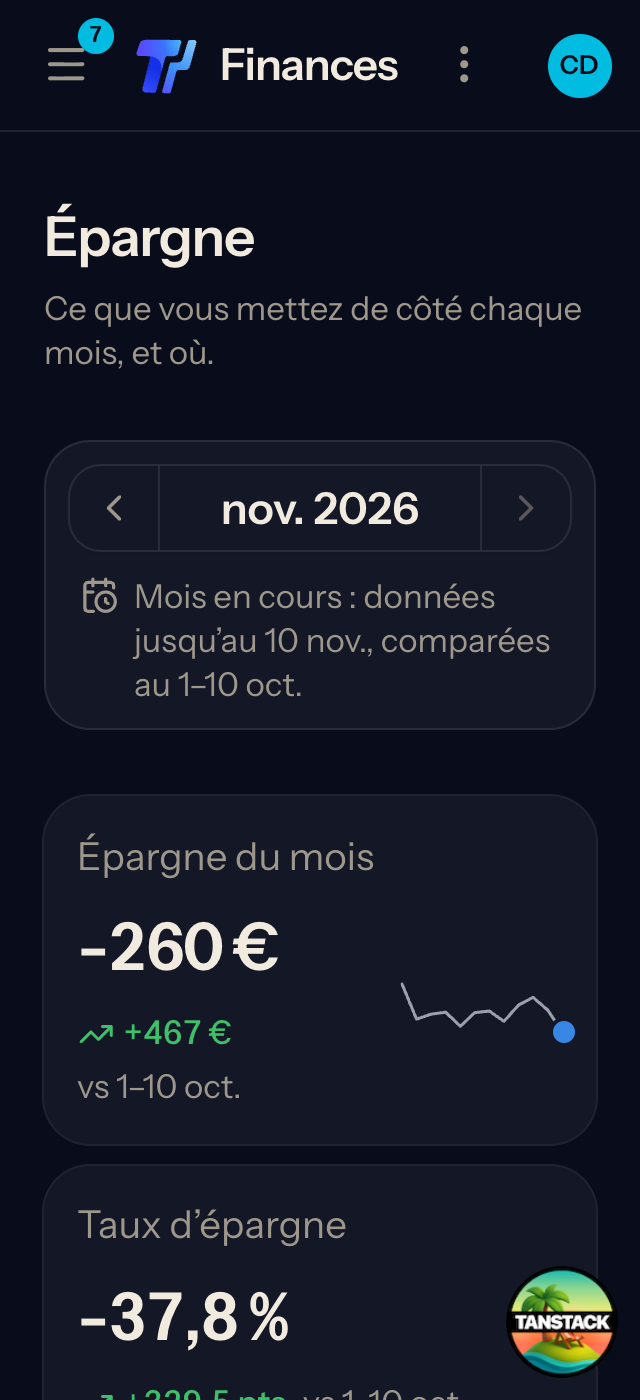 7
Finances
CD
Épargne
Ce que vous mettez de côté chaque
mois, et où.
nov. 2026
Mois en cours : données
jusqu’au 10 nov., comparées
au 1–10 oct.
Épargne du mois
-260 €
+467 €
vs 1–10 oct.
Taux d’épargne
-37,8 %
TANSTACK